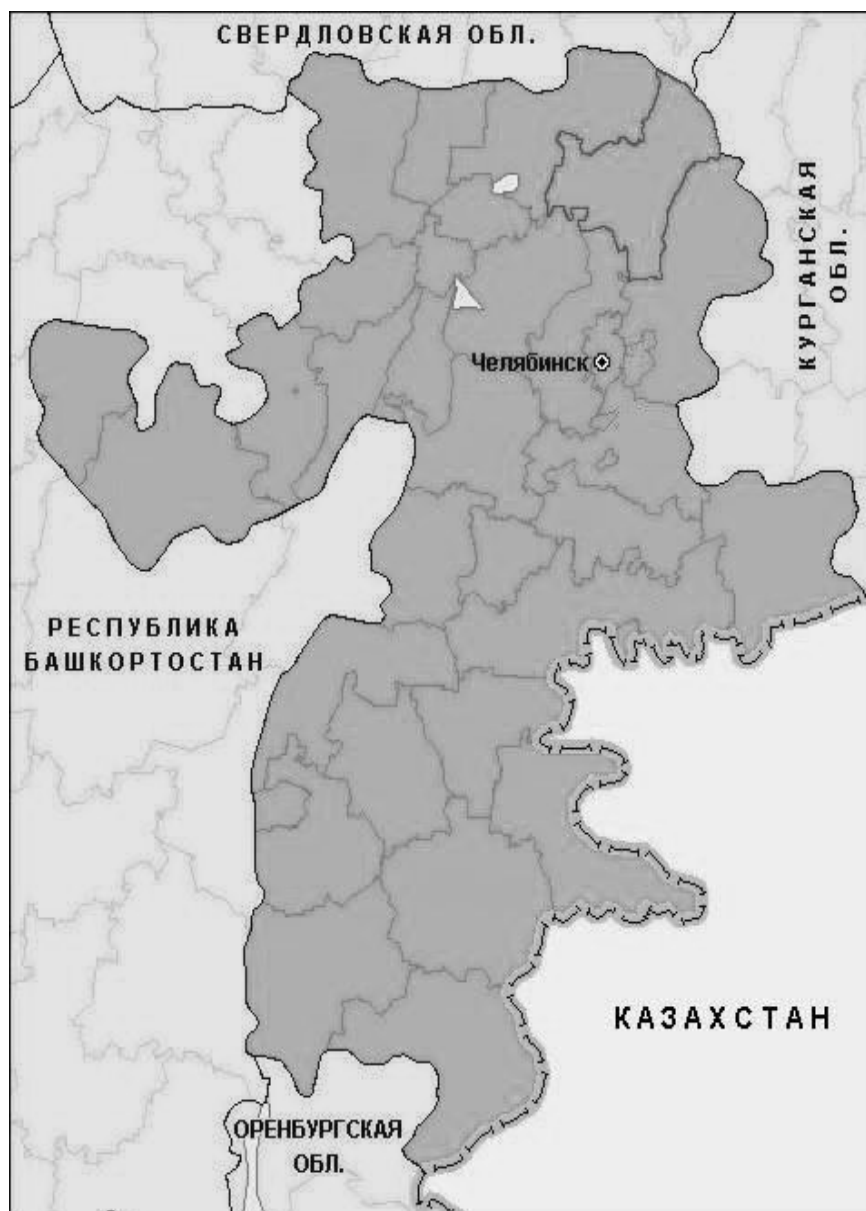 СВЕРДЛОВСКАЯ ОБЛ.
КУРГАНСКАЯ
ОБЛ.
Челябинск
РЕСПУБЛИКА
БАШКОРТОСТАН
КАЗАХСТАН
ОРЕНБУРГСКАЯ
ОБЛ.